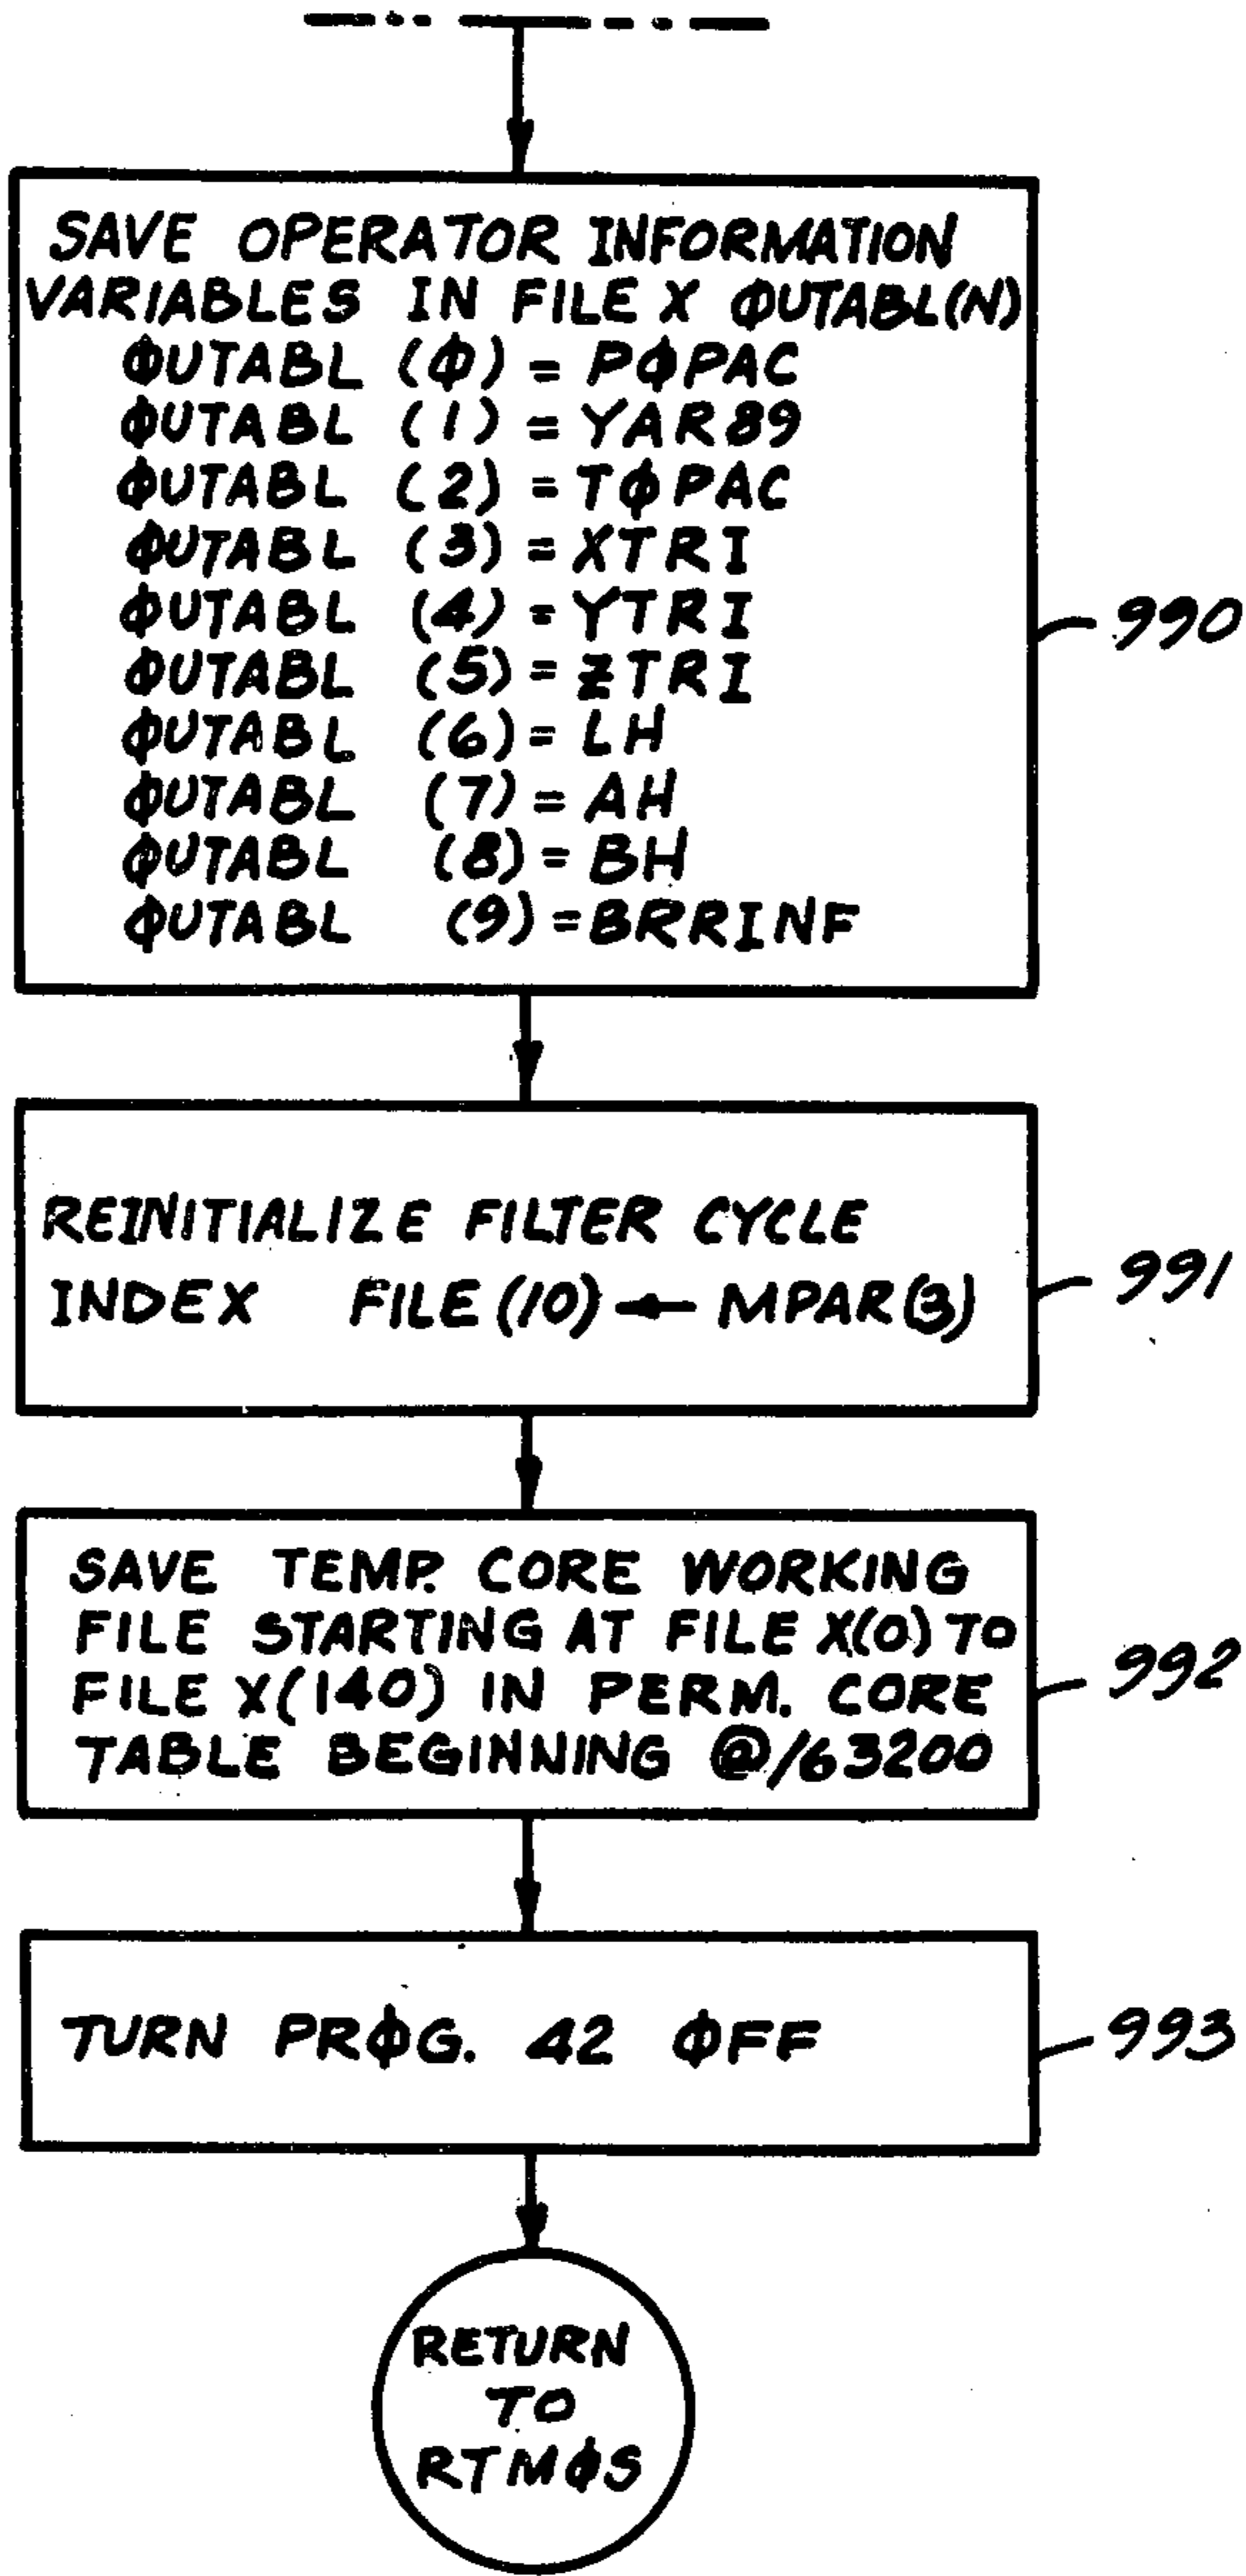 SAVE OPERATOR INFORMATION
VARIABLES IN FILE X ΦUTABL(N)
ΦUTABL (Φ) = PΦPAC
ΦUTABL (1) = YAR89
ΦUTABL (2) = TΦPAC
ΦUTABL (3) = XTRI
ΦUTABL (4) = YTRI
ΦUTABL (5) = ZTRI
ΦUTABL (6) = LH
ΦUTABL (7) = AH
ΦUTABL (8) = BH
ΦUTABL (9) = BRRINF
990
REINITIALIZE FILTER CYCLE
INDEX FILE (10) ← MPAR(3)
991
SAVE TEMP. CORE WORKING
FILE STARTING AT FILE X(0) TO
FILE X(140) IN PERM. CORE
TABLE BEGINNING @/63200
992
TURN PRΦG. 42 ΦFF
993
RETURN
TO
RTMΦS